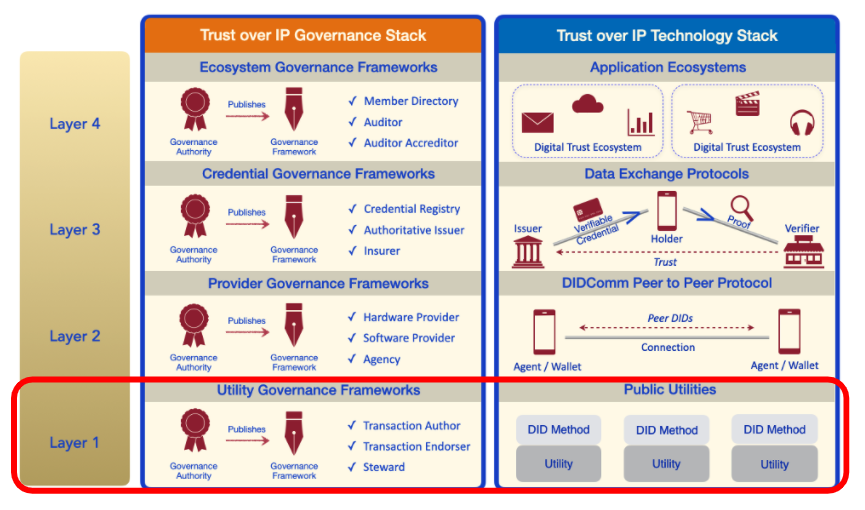 Trust over IP Governance Stack
Trust over IP Technology Stack
Layer 4
Ecosystem Governance Frameworks
Publishes
Governance
Authority
Governance
Framework
✓ Member Directory
✓ Auditor
✓ Auditor Accreditor
Application Ecosystems
Digital Trust Ecosystem
Digital Trust Ecosystem
Layer 3
Credential Governance Frameworks
Publishes
Governance
Authority
Governance
Framework
✓ Credential Registry
✓ Authoritative Issuer
✓ Insurer
Data Exchange Protocols
Issuer
Verifiable
Credential
Holder
Proof
Verifier
Trust
Layer 2
Provider Governance Frameworks
Publishes
Governance
Authority
Governance
Framework
✓ Hardware Provider
✓ Software Provider
✓ Agency
DIDComm Peer to Peer Protocol
Peer DIDs
Connection
Agent / Wallet
Agent / Wallet
Layer 1
Utility Governance Frameworks
Publishes
Governance
Authority
Governance
Framework
✓ Transaction Author
✓ Transaction Endorser
✓ Steward
Public Utilities
DID Method
DID Method
DID Method
Utility
Utility
Utility